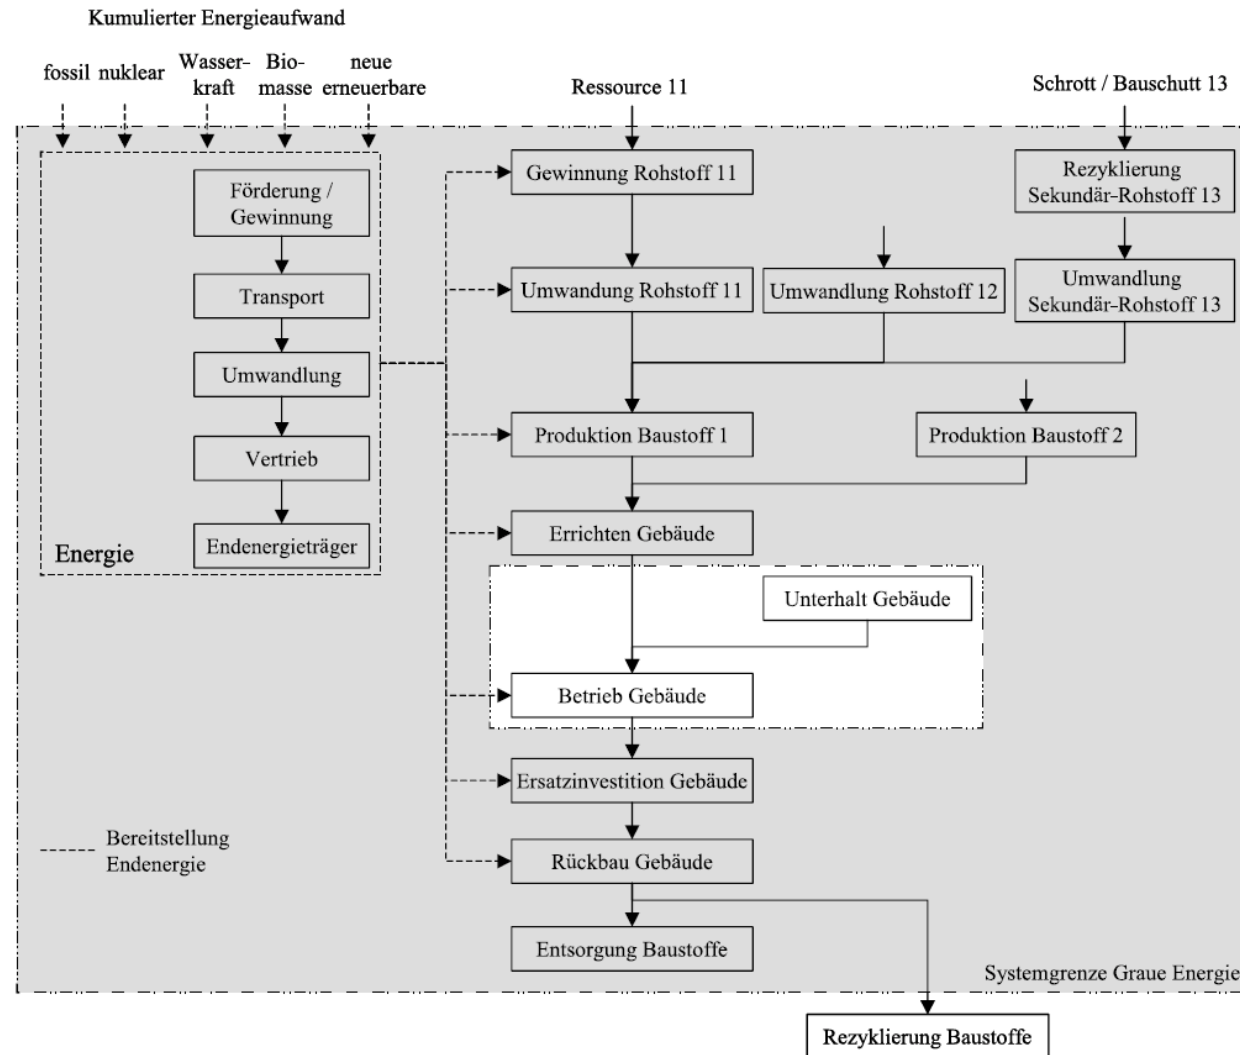 Kumulierter Energieaufwand
fossil
nuklear
Wasser-
kraft
Bio-
masse
neue
erneuerbare
Ressource 11
Schrott / Bauschutt 13
Förderung /
Gewinnung
Transport
Umwandlung
Vertrieb
Endenergieträger
Energie
Gewinnung Rohstoff 11
Rezyklierung
Sekundär-Rohstoff 13
Umwandung Rohstoff 11
Umwandlung Rohstoff 12
Umwandlung
Sekundär-Rohstoff 13
Produktion Baustoff 1
Produktion Baustoff 2
Errichten Gebäude
Unterhalt Gebäude
Betrieb Gebäude
Ersatzinvestition Gebäude
Bereitstellung
Endenergie
Rückbau Gebäude
Entsorgung Baustoffe
Systemgrenze Graue Energie
Rezyklierung Baustoffe